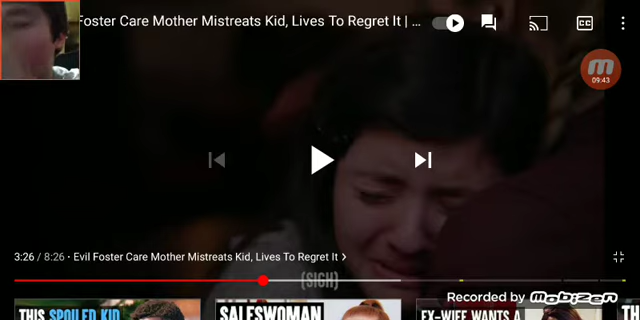 Foster Care Mother Mistreats Kid, Lives To Regret It | ...
CC
m
09:43
3:26 / 8:26 · Evil Foster Care Mother Mistreats Kid, Lives To Regret It >
(SIGH)
Recorded by Mobizen
THIS SPOILED KID
SALESWOMAN
EX-WIFE WANTS A